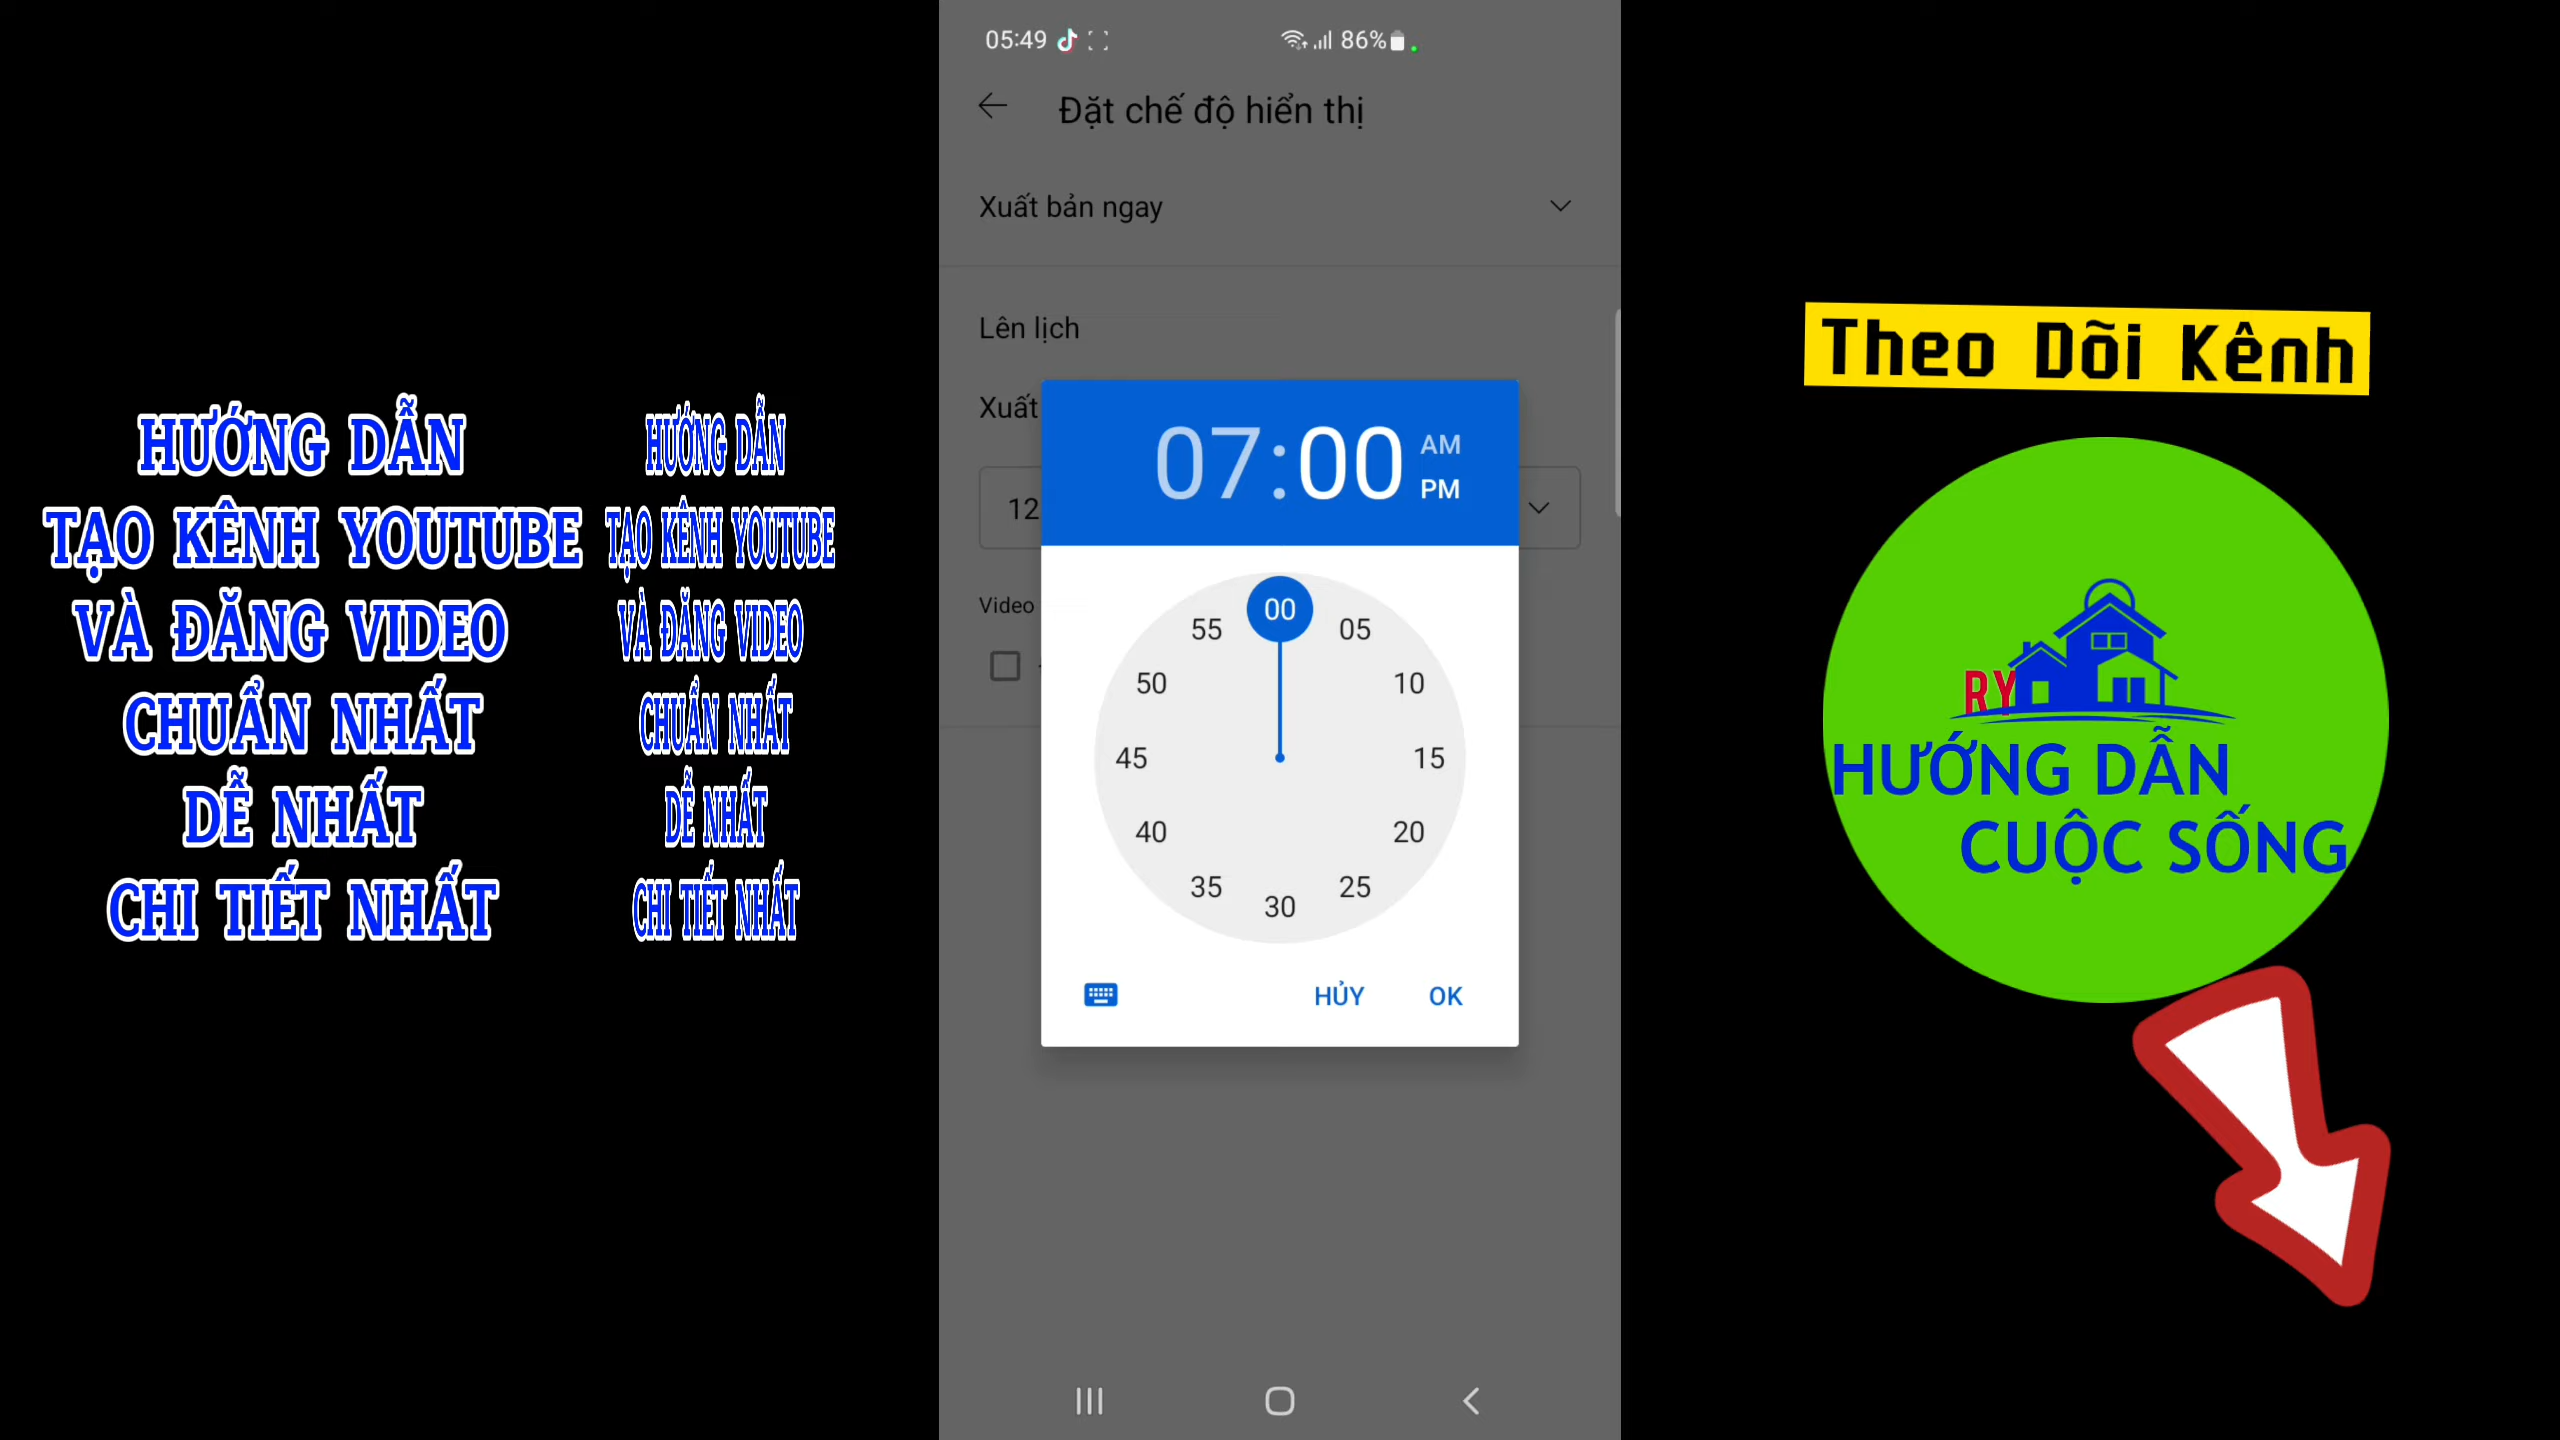 HƯỚNG DẪN
TẠO KÊNH YOUTUBE
VÀ ĐĂNG VIDEO
CHUẨN NHẤT
DỄ NHẤT
CHI TIẾT NHẤT
HƯỚNG DẪN
TẠO KÊNH YOUTUBE
VÀ ĐĂNG VIDEO
CHUẨN NHẤT
DỄ NHẤT
CHI TIẾT NHẤT
05:49
86%
Đặt chế độ hiển thị
Xuất bản ngay
Lên lịch
Xuất
12
Video
07:00
AM
PM
00
05
10
15
20
25
30
35
40
45
50
55
HỦY
OK
Theo Dõi Kênh
RY
HƯỚNG DẪN
CUỘC SỐNG